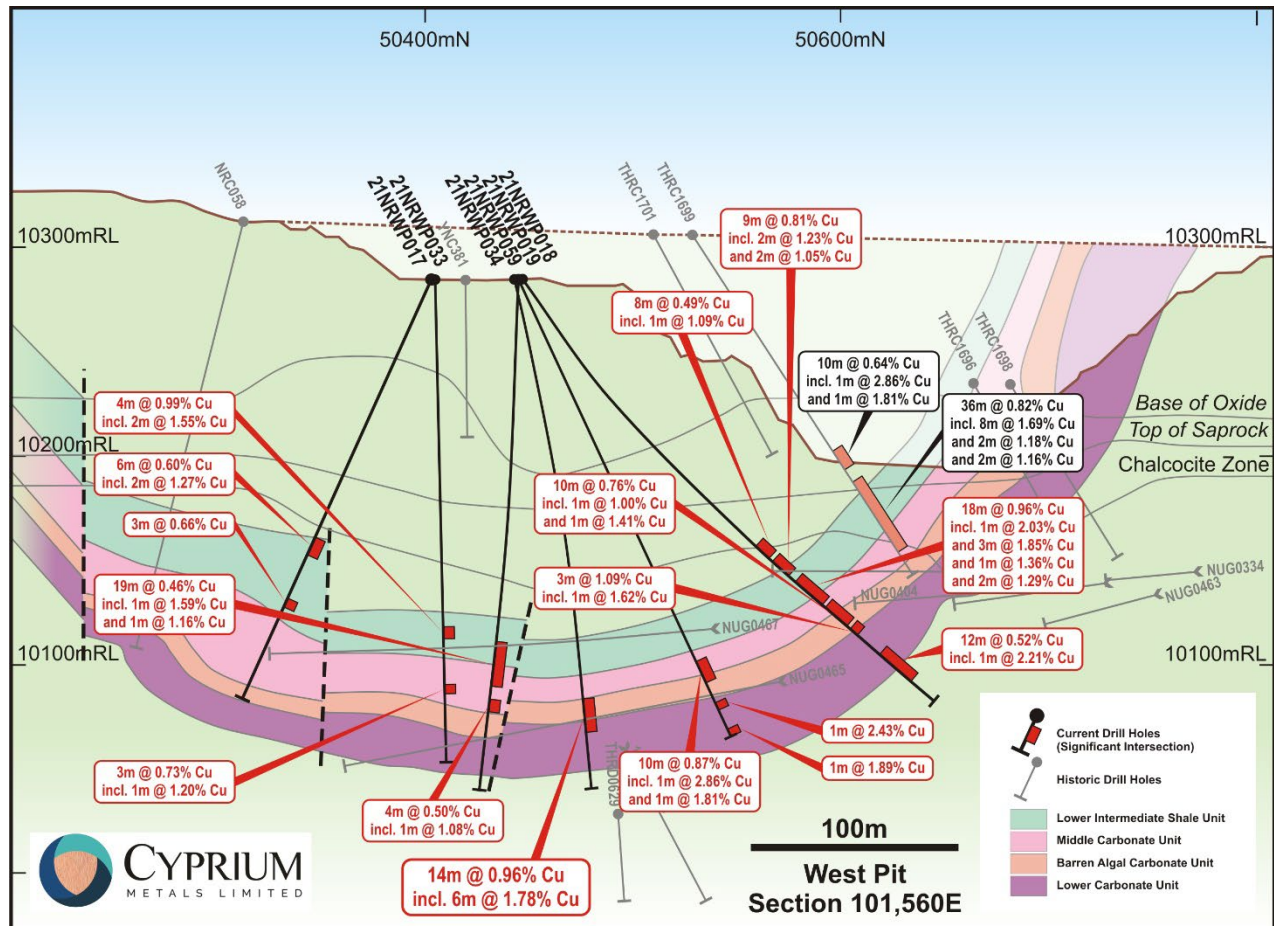 50400mN
50600mN
NRC058
21NRWP017
21NRWP033
YNC381
21NRWP034
21NRWP059
21NRWP019
21NRWP018
THRC1701
THRC1699
9m @ 0.81% Cu
incl. 2m @ 1.23% Cu
and 2m @ 1.05% Cu
10300mRL
10300mRL
8m @ 0.49% Cu
incl. 1m @ 1.09% Cu
THRC1696
THRC1698
10m @ 0.64% Cu
incl. 1m @ 2.86% Cu
and 1m @ 1.81% Cu
4m @ 0.99% Cu
incl. 2m @ 1.55% Cu
36m @ 0.82% Cu
incl. 8m @ 1.69% Cu
and 2m @ 1.18% Cu
and 2m @ 1.16% Cu
Base of Oxide
Top of Saprock
Chalcocite Zone
10200mRL
6m @ 0.60% Cu
incl. 2m @ 1.27% Cu
10m @ 0.76% Cu
incl. 1m @ 1.00% Cu
and 1m @ 1.41% Cu
18m @ 0.96% Cu
incl. 1m @ 2.03% Cu
and 3m @ 1.85% Cu
and 1m @ 1.36% Cu
and 2m @ 1.29% Cu
3m @ 0.66% Cu
3m @ 1.09% Cu
incl. 1m @ 1.62% Cu
NUG0404
NUG0334
NUG0463
19m @ 0.46% Cu
incl. 1m @ 1.59% Cu
and 1m @ 1.16% Cu
NUG0467
12m @ 0.52% Cu
incl. 1m @ 2.21% Cu
10100mRL
10100mRL
NUG0465
1m @ 2.43% Cu
1m @ 1.89% Cu
3m @ 0.73% Cu
incl. 1m @ 1.20% Cu
10m @ 0.87% Cu
incl. 1m @ 2.86% Cu
and 1m @ 1.81% Cu
THRD0629
4m @ 0.50% Cu
incl. 1m @ 1.08% Cu
14m @ 0.96% Cu
incl. 6m @ 1.78% Cu
100m
West Pit
Section 101,560E
Current Drill Holes
(Significant Intersection)
Historic Drill Holes
Lower Intermediate Shale Unit
Middle Carbonate Unit
Barren Algal Carbonate Unit
Lower Carbonate Unit
CYPRIUM
METALS LIMITED